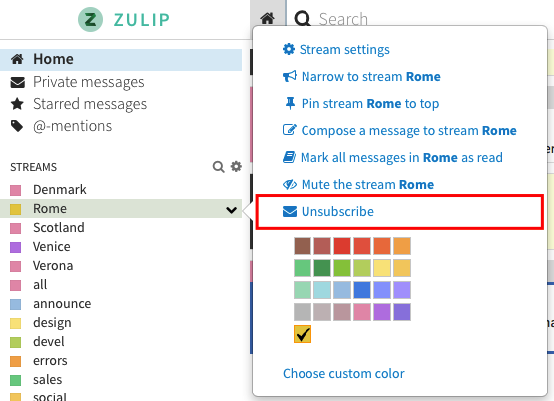 ZULIP
Search
Home
Private messages
Starred messages
@-mentions
STREAMS
Denmark
Rome
Scotland
Venice
Verona
all
announce
design
devel
errors
sales
social
Stream settings
Narrow to stream Rome
Pin stream Rome to top
Compose a message to stream Rome
Mark all messages in Rome as read
Mute the stream Rome
Unsubscribe
Choose custom color